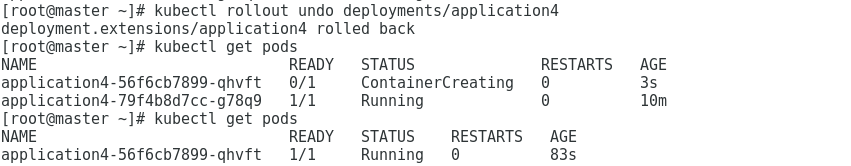 [root@master ~]# kubectl rollout undo deployments/application4
deployment.extensions/application4 rolled back
[root@master ~]# kubectl get pods
NAME READY STATUS RESTARTS AGE
application4-56f6cb7899-qhvft 0/1 ContainerCreating 0 3s
application4-79f4b8d7cc-g78q9 1/1 Running 0 10m
[root@master ~]# kubectl get pods
NAME READY STATUS RESTARTS AGE
application4-56f6cb7899-qhvft 1/1 Running 0 83s